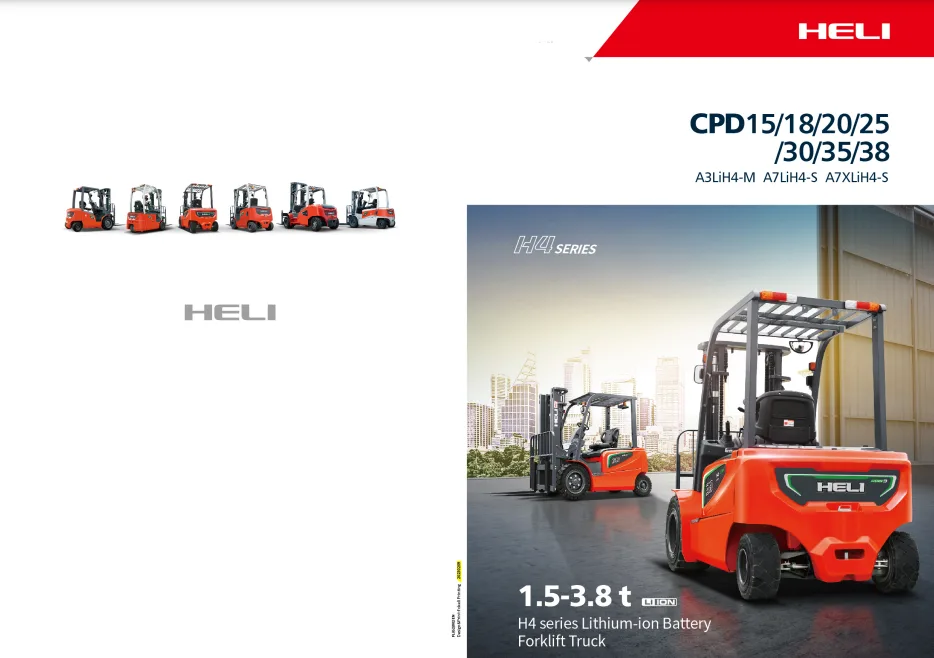 HELI
CPD15/18/20/25
/30/35/38
A3LiH4-M A7LiH4-S A7XLiH4-S
HELI
H4 SERIES
HELI
HELI
1.5-3.8 t LI ION
H4 series Lithium-ion Battery
Forklift Truck